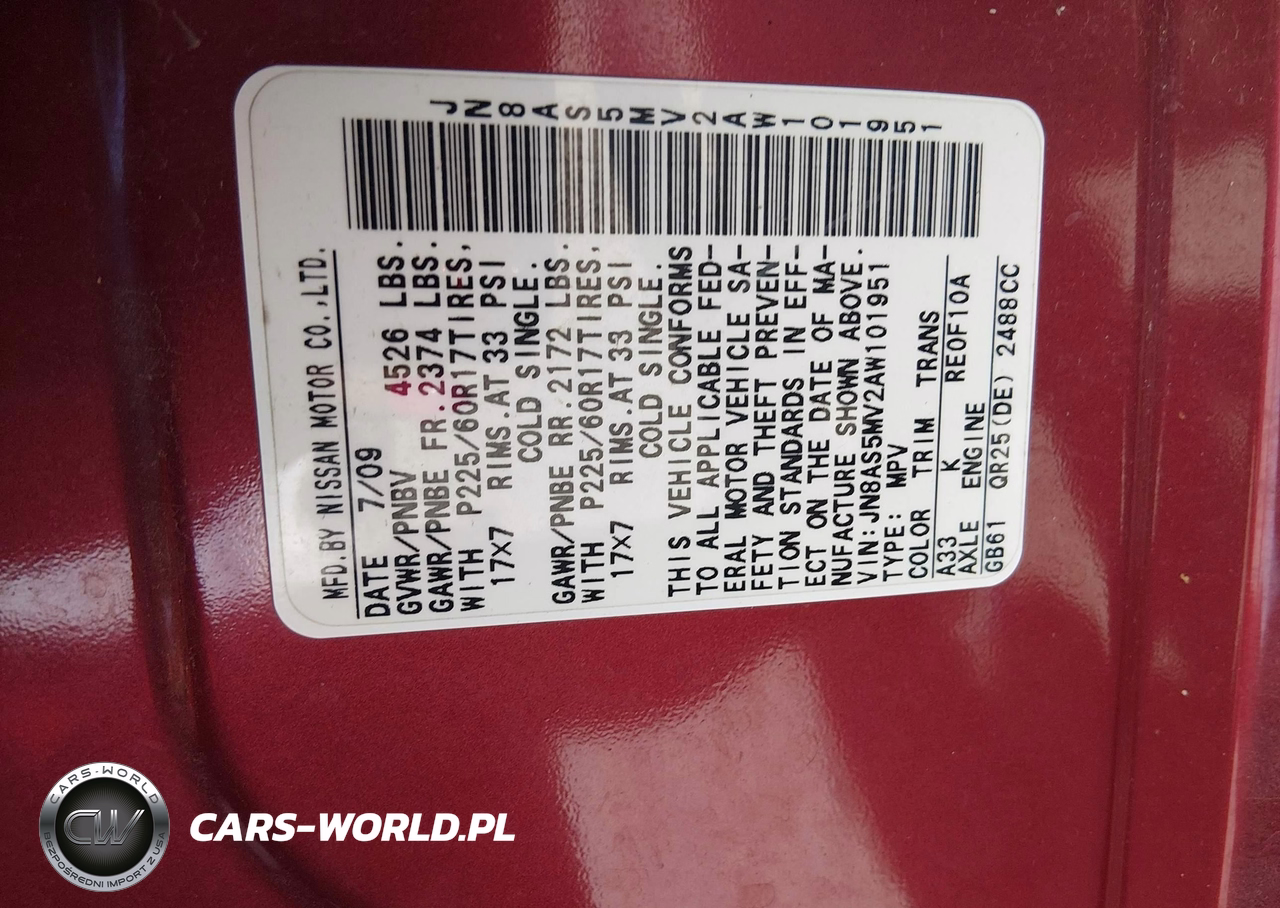 JN8AS5MV2AW101951
MFD.BY NISSAN MOTOR CO.,LTD.
DATE 7/09
GVWR/PNBV 4526 LBS.
GAWR/PNBE FR.2374 LBS.
WITH P225/60R17TIRES,
17X7 RIMS.AT 33 PSI
COLD SINGLE.
GAWR/PNBE RR.2172 LBS.
WITH P225/60R17TIRES,
17X7 RIMS.AT 33 PSI
COLD SINGLE.
THIS VEHICLE CONFORMS
TO ALL APPLICABLE FED-
ERAL MOTOR VEHICLE SA-
FETY AND THEFT PREVEN-
TION STANDARDS IN EFF-
ECT ON THE DATE OF MA-
NUFACTURE SHOWN ABOVE.
VIN:JN8AS5MV2AW101951
TYPE: MPV
COLOR TRIM TRANS
A33 K RE0F10A
AXLE ENGINE
GB61 QR25(DE) 2488CC
CARS-WORLD
CW
BEZPOŚREDNI IMPORT Z USA
CARS-WORLD.PL